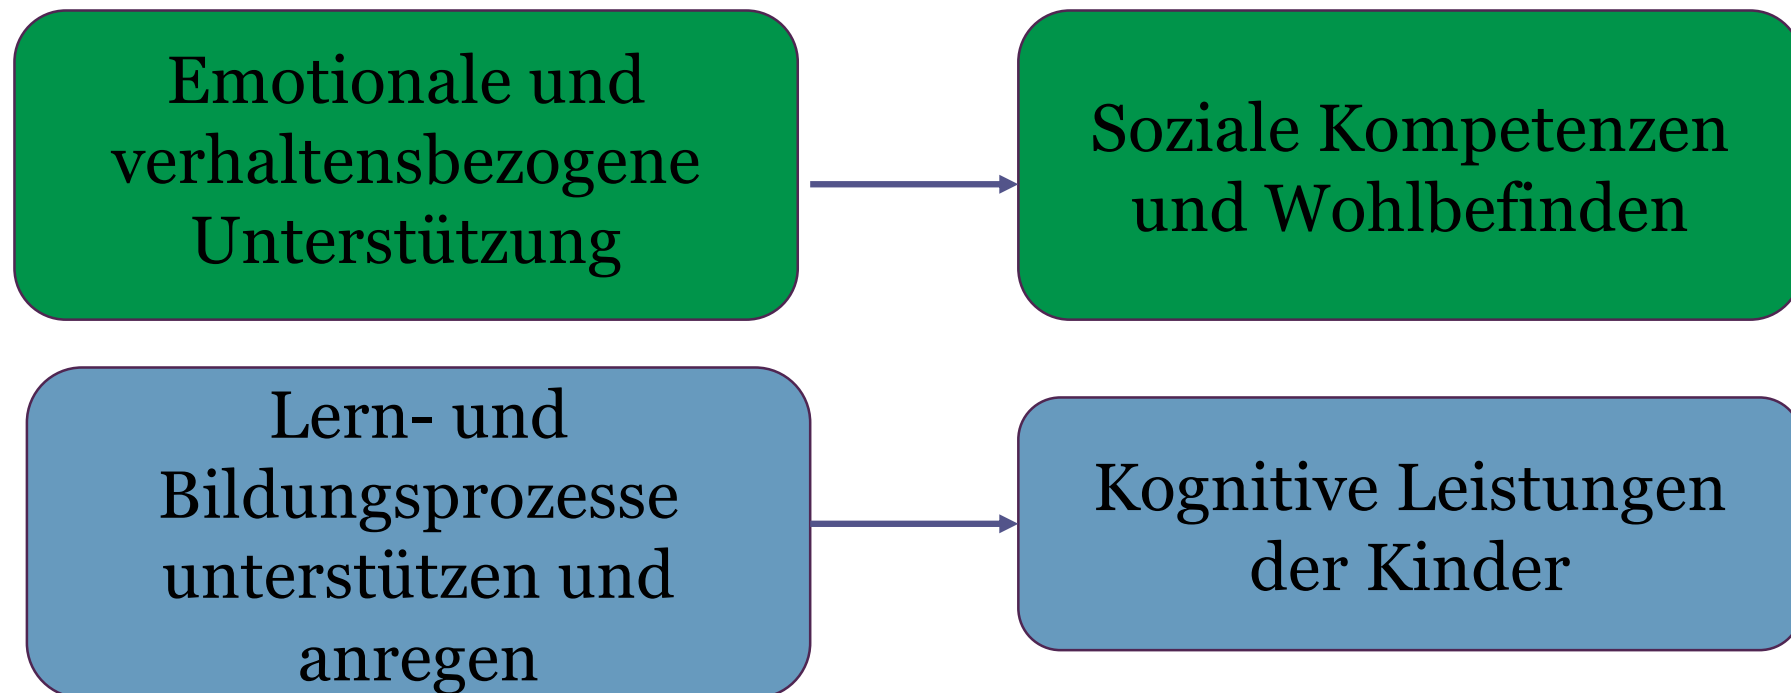 Emotionale und
verhaltensbezogene
Unterstützung
Soziale Kompetenzen
und Wohlbefinden
Lern- und
Bildungsprozesse
unterstützen und
anregen
Kognitive Leistungen
der Kinder